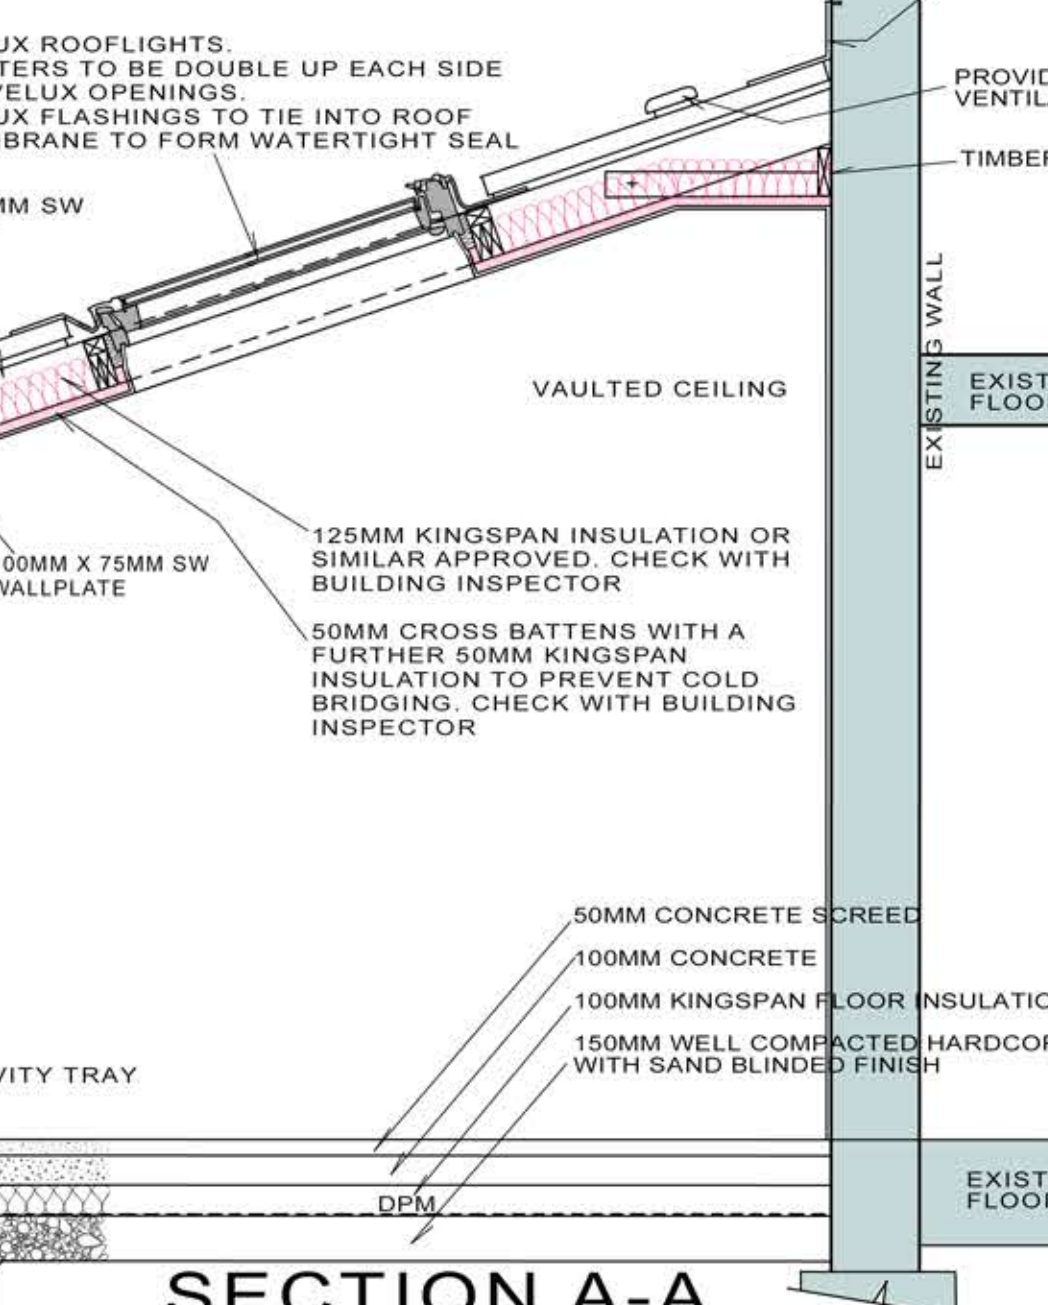 UX ROOFLIGHTS.
TERS TO BE DOUBLE UP EACH SIDE
VELUX OPENINGS.
UX FLASHINGS TO TIE INTO ROOF
MBRANE TO FORM WATERTIGHT SEAL
MM SW
PROVID
VENTIL
TIMBER
EXISTING WALL
VAULTED CEILING
EXIST
FLOO
125MM KINGSPAN INSULATION OR
SIMILAR APPROVED. CHECK WITH
BUILDING INSPECTOR
00MM X 75MM SW
WALLPLATE
50MM CROSS BATTENS WITH A
FURTHER 50MM KINGSPAN
INSULATION TO PREVENT COLD
BRIDGING. CHECK WITH BUILDING
INSPECTOR
50MM CONCRETE SCREED
100MM CONCRETE
100MM KINGSPAN FLOOR INSULATIO
150MM WELL COMPACTED HARDCOR
WITH SAND BLINDED FINISH
VITY TRAY
DPM
EXIST
FLOOR
SECTION A-A